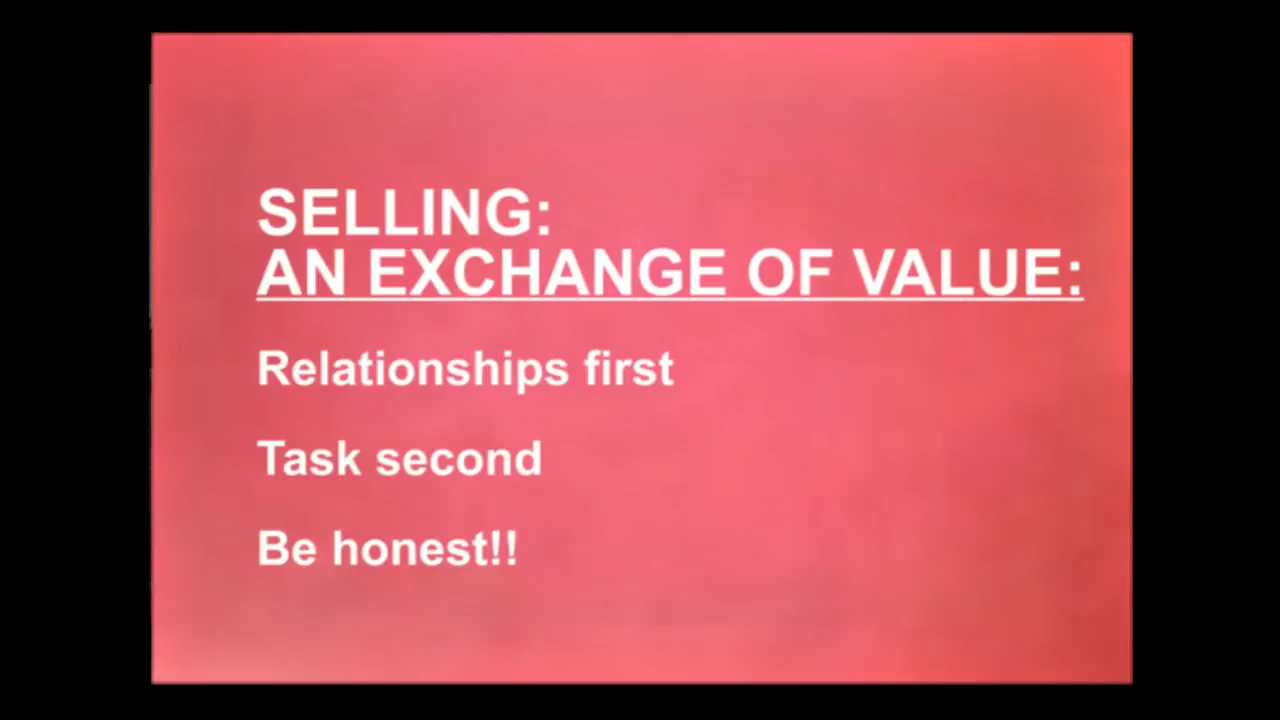 SELLING:
AN EXCHANGE OF VALUE:
Relationships first
Task second
Be honest!!